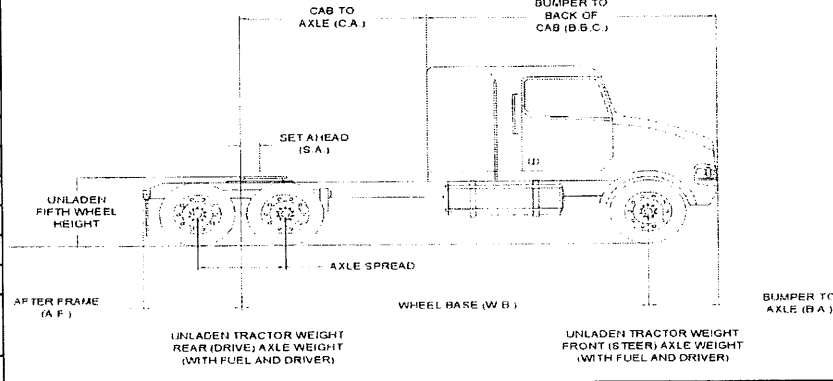 CAB TO
AXLE (C.A.)
BUMPER TO
BACK OF
CAB (B.B.C.)
SET AHEAD
(S.A.)
UNLADEN
FIFTH WHEEL
HEIGHT
AXLE SPREAD
AFTER FRAME
(A.F.)
WHEEL BASE (W.B.)
BUMPER TO
AXLE (B.A.)
UNLADEN TRACTOR WEIGHT
REAR (DRIVE) AXLE WEIGHT
(WITH FUEL AND DRIVER)
UNLADEN TRACTOR WEIGHT
FRONT (STEER) AXLE WEIGHT
(WITH FUEL AND DRIVER)